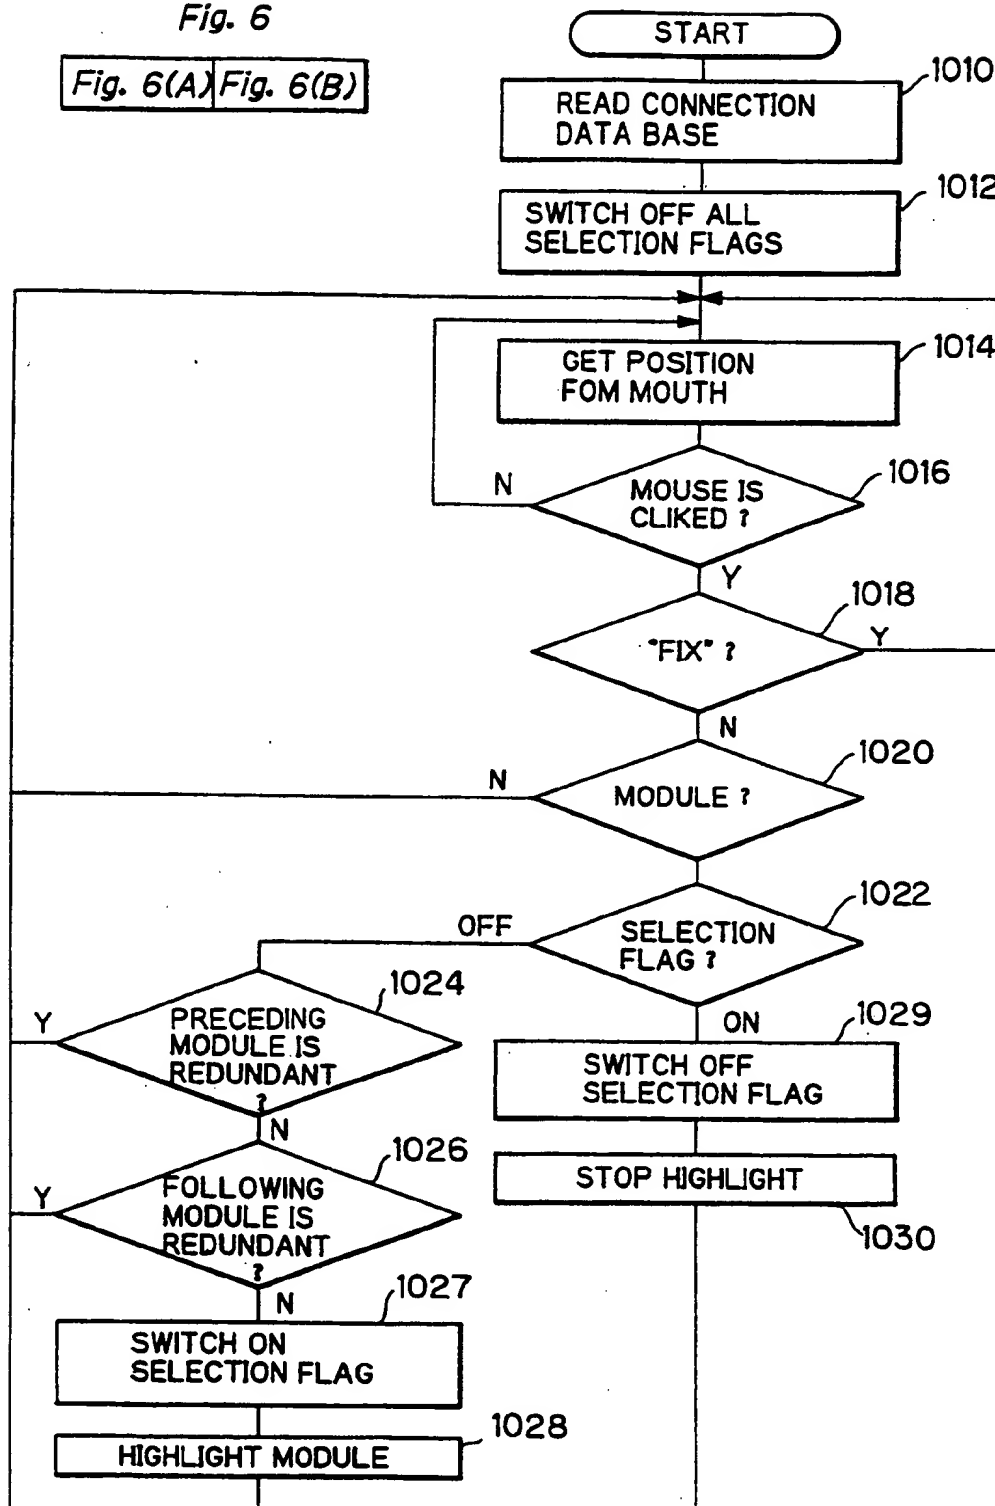 Fig. 6
Fig. 6(A) Fig. 6(B)
START
1010
READ CONNECTION
DATA BASE
1012
SWITCH OFF ALL
SELECTION FLAGS
1014
GET POSITION
FOM MOUTH
1016
N
MOUSE IS
CLIKED ?
Y
1018
"FIX" ?
Y
N
1020
N
MODULE ?
1022
OFF
SELECTION
FLAG ?
1024
Y
PRECEDING
MODULE IS
REDUNDANT
?
N
ON
1029
SWITCH OFF
SELECTION FLAG
1026
Y
FOLLOWING
MODULE IS
REDUNDANT
?
N
STOP HIGHLIGHT
1030
1027
SWITCH ON
SELECTION FLAG
1028
HIGHLIGHT MODULE